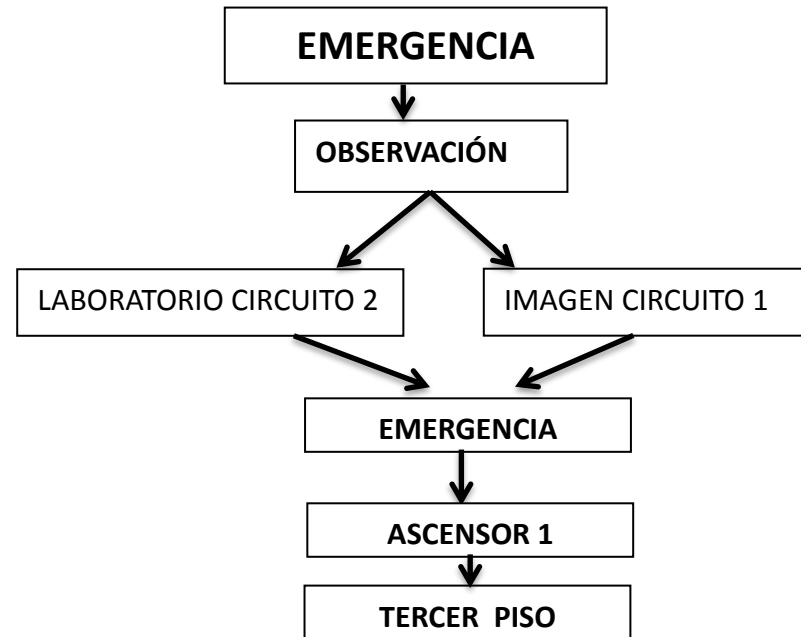 EMERGENCIA
OBSERVACIÓN
LABORATORIO CIRCUITO 2
IMAGEN CIRCUITO 1
EMERGENCIA
ASCENSOR 1
TERCER PISO